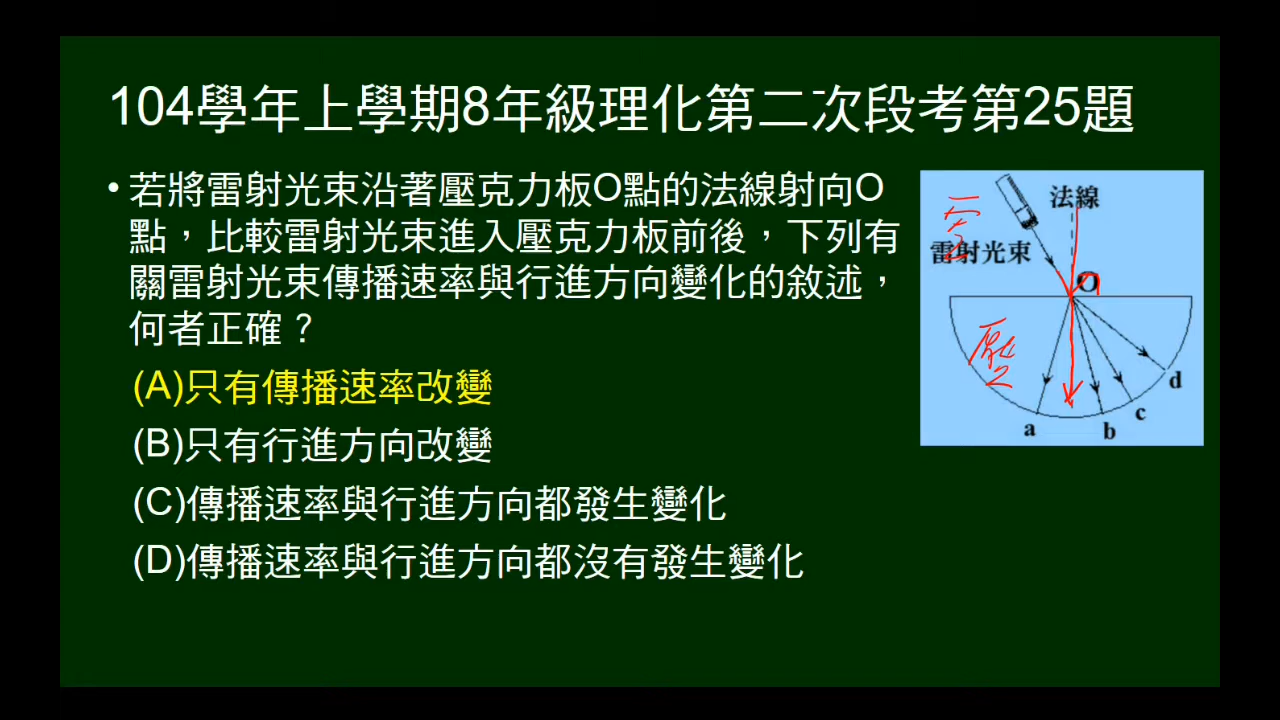 104學年上學期8年級理化第二次段考第25題
•若將雷射光束沿著壓克力板O點的法線射向O
點，比較雷射光束進入壓克力板前後，下列有
關雷射光束傳播速率與行進方向變化的敘述，
何者正確？
(A)只有傳播速率改變
(B)只有行進方向改變
(C)傳播速率與行進方向都發生變化
(D)傳播速率與行進方向都沒有發生變化
法線
雷射光束
O
d
c
a
b